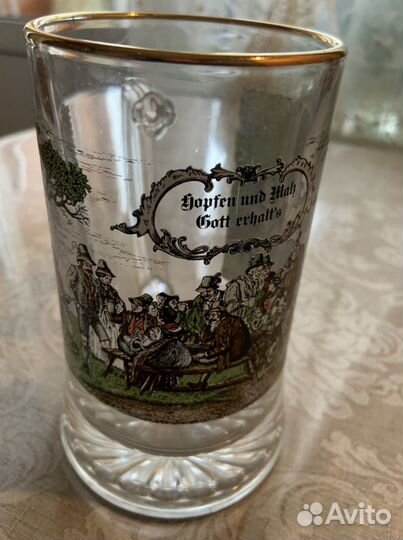 Hopfen und Malz
Gott erhalt's
Avito